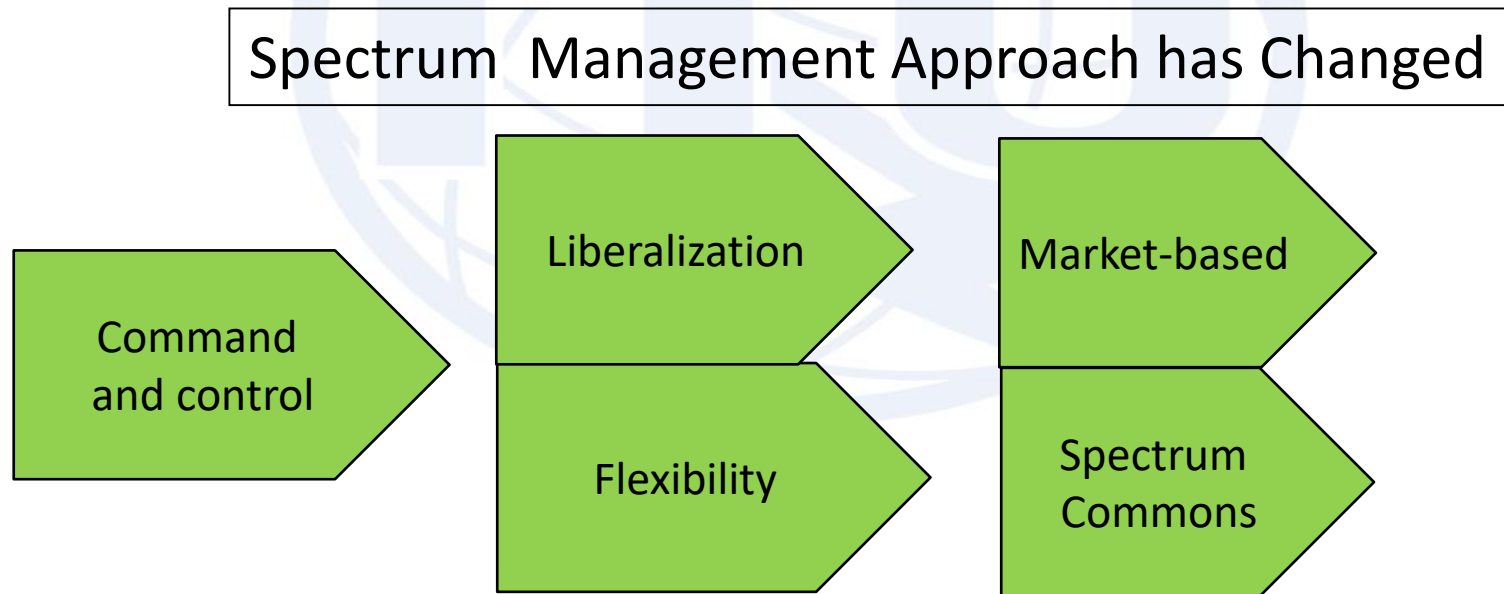 Spectrum  Management Approach has Changed
Liberalization
Market-based
Command
and control
Flexibility
Spectrum
Commons